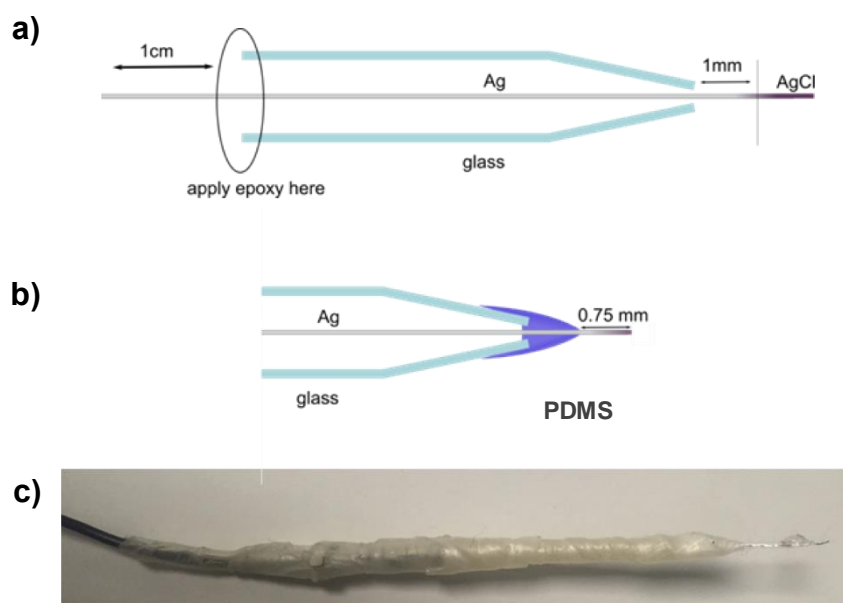 a)
1cm
1mm
Ag
AgCl
glass
apply epoxy here
b)
0.75 mm
Ag
glass
PDMS
c)